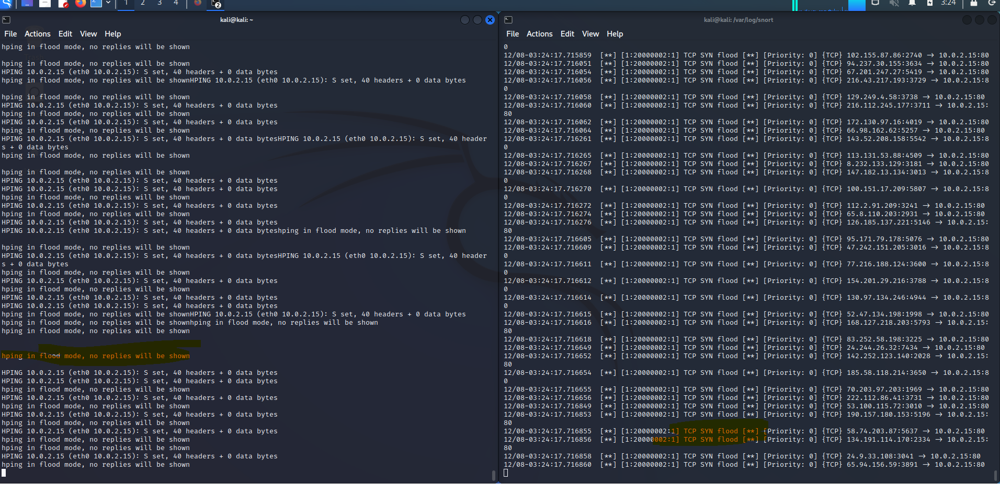 1 2 3 4
2
3:24
kali@kali: ~
File Actions Edit View Help
hping in flood mode, no replies will be shown
hping in flood mode, no replies will be shown
HPING 10.0.2.15 (eth0 10.0.2.15): S set, 40 headers + 0 data bytes
hping in flood mode, no replies will be shownHPING 10.0.2.15 (eth0 10.0.2.15): S set, 40 headers + 0 data bytes
hping in flood mode, no replies will be shown
HPING 10.0.2.15 (eth0 10.0.2.15): S set, 40 headers + 0 data bytes
hping in flood mode, no replies will be shown
HPING 10.0.2.15 (eth0 10.0.2.15): S set, 40 headers + 0 data bytes
hping in flood mode, no replies will be shown
HPING 10.0.2.15 (eth0 10.0.2.15): S set, 40 headers + 0 data bytesHPING 10.0.2.15 (eth0 10.0.2.15): S set, 40 header
s + 0 data bytes
hping in flood mode, no replies will be shown
hping in flood mode, no replies will be shown
HPING 10.0.2.15 (eth0 10.0.2.15): S set, 40 headers + 0 data bytes
HPING 10.0.2.15 (eth0 10.0.2.15): S set, 40 headers + 0 data bytes
hping in flood mode, no replies will be shown
HPING 10.0.2.15 (eth0 10.0.2.15): S set, 40 headers + 0 data bytes
hping in flood mode, no replies will be shown
HPING 10.0.2.15 (eth0 10.0.2.15): S set, 40 headers + 0 data bytes
HPING 10.0.2.15 (eth0 10.0.2.15): S set, 40 headers + 0 data byteshping in flood mode, no replies will be shown
hping in flood mode, no replies will be shown
HPING 10.0.2.15 (eth0 10.0.2.15): S set, 40 headers + 0 data bytesHPING 10.0.2.15 (eth0 10.0.2.15): S set, 40 header
s + 0 data bytes
hping in flood mode, no replies will be shown
HPING 10.0.2.15 (eth0 10.0.2.15): S set, 40 headers + 0 data bytes
hping in flood mode, no replies will be shown
HPING 10.0.2.15 (eth0 10.0.2.15): S set, 40 headers + 0 data bytes
HPING 10.0.2.15 (eth0 10.0.2.15): S set, 40 headers + 0 data bytes
hping in flood mode, no replies will be shownHPING 10.0.2.15 (eth0 10.0.2.15): S set, 40 headers + 0 data bytes
hping in flood mode, no replies will be shownhping in flood mode, no replies will be shown
hping in flood mode, no replies will be shown
hping in flood mode, no replies will be shown
HPING 10.0.2.15 (eth0 10.0.2.15): S set, 40 headers + 0 data bytes
HPING 10.0.2.15 (eth0 10.0.2.15): S set, 40 headers + 0 data bytes
hping in flood mode, no replies will be shown
HPING 10.0.2.15 (eth0 10.0.2.15): S set, 40 headers + 0 data bytes
hping in flood mode, no replies will be shown
HPING 10.0.2.15 (eth0 10.0.2.15): S set, 40 headers + 0 data bytes
hping in flood mode, no replies will be shown
HPING 10.0.2.15 (eth0 10.0.2.15): S set, 40 headers + 0 data bytes
hping in flood mode, no replies will be shown
hping in flood mode, no replies will be shown
HPING 10.0.2.15 (eth0 10.0.2.15): S set, 40 headers + 0 data bytes
hping in flood mode, no replies will be shown
kali@kali: /var/log/snort
File Actions Edit View Help
0
12/08-03:24:17.715859 [**] [1:20000002:1] TCP SYN flood [**] [Priority: 0] {TCP} 102.155.87.86:2740 → 10.0.2.15:80
12/08-03:24:17.716051 [**] [1:20000002:1] TCP SYN flood [**] [Priority: 0] {TCP} 94.237.30.155:3634 → 10.0.2.15:80
12/08-03:24:17.716054 [**] [1:20000002:1] TCP SYN flood [**] [Priority: 0] {TCP} 67.201.247.27:5419 → 10.0.2.15:80
12/08-03:24:17.716056 [**] [1:20000002:1] TCP SYN flood [**] [Priority: 0] {TCP} 216.43.217.193:3729 → 10.0.2.15:8
0
12/08-03:24:17.716058 [**] [1:20000002:1] TCP SYN flood [**] [Priority: 0] {TCP} 129.249.4.58:3738 → 10.0.2.15:80
12/08-03:24:17.716060 [**] [1:20000002:1] TCP SYN flood [**] [Priority: 0] {TCP} 216.112.245.177:3711 → 10.0.2.15:
80
12/08-03:24:17.716062 [**] [1:20000002:1] TCP SYN flood [**] [Priority: 0] {TCP} 172.130.97.16:4019 → 10.0.2.15:80
12/08-03:24:17.716064 [**] [1:20000002:1] TCP SYN flood [**] [Priority: 0] {TCP} 66.98.162.62:5257 → 10.0.2.15:80
12/08-03:24:17.716261 [**] [1:20000002:1] TCP SYN flood [**] [Priority: 0] {TCP} 143.52.208.158:5542 → 10.0.2.15:8
0
12/08-03:24:17.716265 [**] [1:20000002:1] TCP SYN flood [**] [Priority: 0] {TCP} 113.131.53.88:4509 → 10.0.2.15:80
12/08-03:24:17.716267 [**] [1:20000002:1] TCP SYN flood [**] [Priority: 0] {TCP} 8.232.133.129:3181 → 10.0.2.15:80
12/08-03:24:17.716268 [**] [1:20000002:1] TCP SYN flood [**] [Priority: 0] {TCP} 147.182.13.134:3013 → 10.0.2.15:8
0
12/08-03:24:17.716270 [**] [1:20000002:1] TCP SYN flood [**] [Priority: 0] {TCP} 100.151.17.209:5807 → 10.0.2.15:8
0
12/08-03:24:17.716272 [**] [1:20000002:1] TCP SYN flood [**] [Priority: 0] {TCP} 112.2.91.209:3241 → 10.0.2.15:80
12/08-03:24:17.716274 [**] [1:20000002:1] TCP SYN flood [**] [Priority: 0] {TCP} 65.8.110.203:2931 → 10.0.2.15:80
12/08-03:24:17.716276 [**] [1:20000002:1] TCP SYN flood [**] [Priority: 0] {TCP} 126.185.137.221:5146 → 10.0.2.15:
80
12/08-03:24:17.716605 [**] [1:20000002:1] TCP SYN flood [**] [Priority: 0] {TCP} 95.171.79.178:5076 → 10.0.2.15:80
12/08-03:24:17.716609 [**] [1:20000002:1] TCP SYN flood [**] [Priority: 0] {TCP} 47.242.151.205:3016 → 10.0.2.15:8
0
12/08-03:24:17.716611 [**] [1:20000002:1] TCP SYN flood [**] [Priority: 0] {TCP} 77.216.188.124:3600 → 10.0.2.15:8
0
12/08-03:24:17.716612 [**] [1:20000002:1] TCP SYN flood [**] [Priority: 0] {TCP} 154.201.29.216:3788 → 10.0.2.15:8
0
12/08-03:24:17.716614 [**] [1:20000002:1] TCP SYN flood [**] [Priority: 0] {TCP} 130.97.134.246:4944 → 10.0.2.15:8
0
12/08-03:24:17.716615 [**] [1:20000002:1] TCP SYN flood [**] [Priority: 0] {TCP} 52.47.134.198:1998 → 10.0.2.15:80
12/08-03:24:17.716616 [**] [1:20000002:1] TCP SYN flood [**] [Priority: 0] {TCP} 168.127.218.203:5793 → 10.0.2.15:
80
12/08-03:24:17.716618 [**] [1:20000002:1] TCP SYN flood [**] [Priority: 0] {TCP} 83.252.58.198:3225 → 10.0.2.15:80
12/08-03:24:17.716649 [**] [1:20000002:1] TCP SYN flood [**] [Priority: 0] {TCP} 24.244.26.32:7434 → 10.0.2.15:80
12/08-03:24:17.716652 [**] [1:20000002:1] TCP SYN flood [**] [Priority: 0] {TCP} 142.252.123.140:2028 → 10.0.2.15:
80
12/08-03:24:17.716654 [**] [1:20000002:1] TCP SYN flood [**] [Priority: 0] {TCP} 185.58.118.214:3650 → 10.0.2.15:8
0
12/08-03:24:17.716655 [**] [1:20000002:1] TCP SYN flood [**] [Priority: 0] {TCP} 70.203.97.203:1969 → 10.0.2.15:80
12/08-03:24:17.716656 [**] [1:20000002:1] TCP SYN flood [**] [Priority: 0] {TCP} 222.112.86.41:3731 → 10.0.2.15:80
12/08-03:24:17.716849 [**] [1:20000002:1] TCP SYN flood [**] [Priority: 0] {TCP} 53.100.115.72:3010 → 10.0.2.15:80
12/08-03:24:17.716853 [**] [1:20000002:1] TCP SYN flood [**] [Priority: 0] {TCP} 190.157.180.153:5196 → 10.0.2.15:
80
12/08-03:24:17.716855 [**] [1:20000002:1] TCP SYN flood [**] [Priority: 0] {TCP} 58.74.203.87:5637 → 10.0.2.15:80
12/08-03:24:17.716856 [**] [1:20000002:1] TCP SYN flood [**] [Priority: 0] {TCP} 134.191.114.170:2334 → 10.0.2.15:
80
12/08-03:24:17.716858 [**] [1:20000002:1] TCP SYN flood [**] [Priority: 0] {TCP} 24.9.33.108:3041 → 10.0.2.15:80
12/08-03:24:17.716860 [**] [1:20000002:1] TCP SYN flood [**] [Priority: 0] {TCP} 65.94.156.59:3891 → 10.0.2.15:80